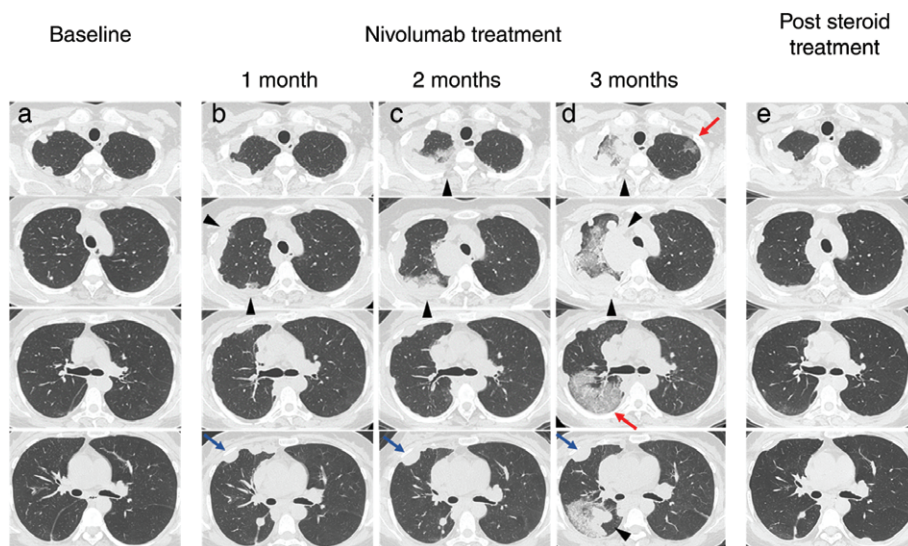 Baseline
Nivolumab treatment
Post steroid
treatment
1 month
2 months
3 months
a
b
c
d
e